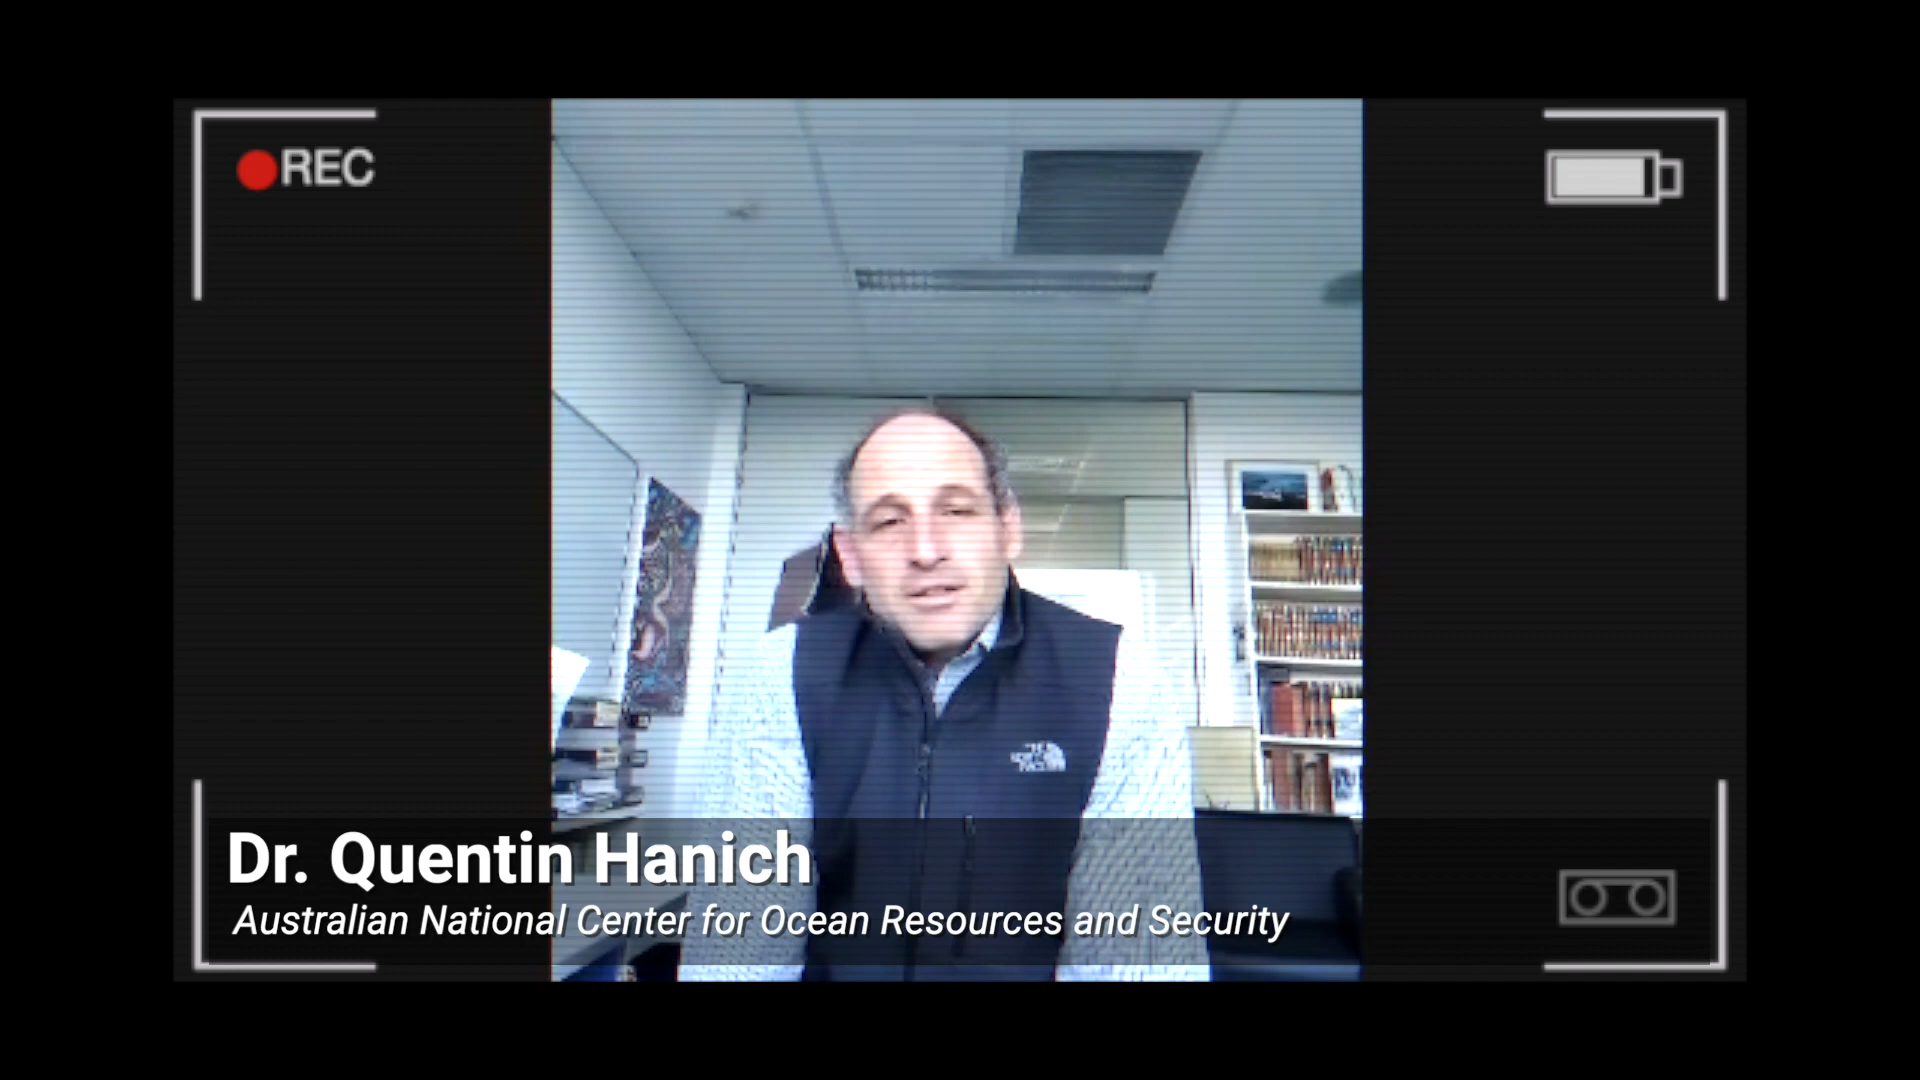 REC
Dr. Quentin Hanich
Australian National Center for Ocean Resources and Security